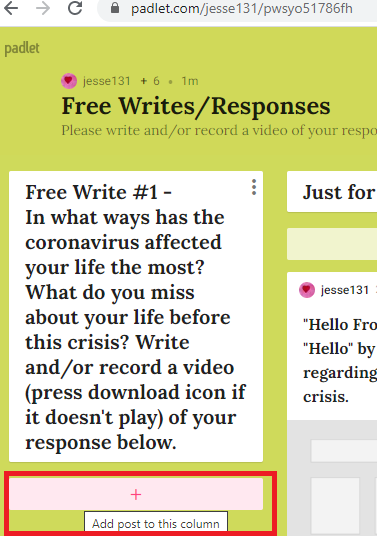 padlet.com/jesse131/pwsyo51786fh
padlet
jesse131 + 6 • 1m
Free Writes/Responses
Please write and/or record a video of your respo
Free Write #1 -
In what ways has the
coronavirus affected
your life the most?
What do you miss
about your life before
this crisis? Write
and/or record a video
(press download icon if
it doesn't play) of your
response below.
+
Add post to this column
Just for
jesse131
"Hello Fro
"Hello" by
regarding
crisis.